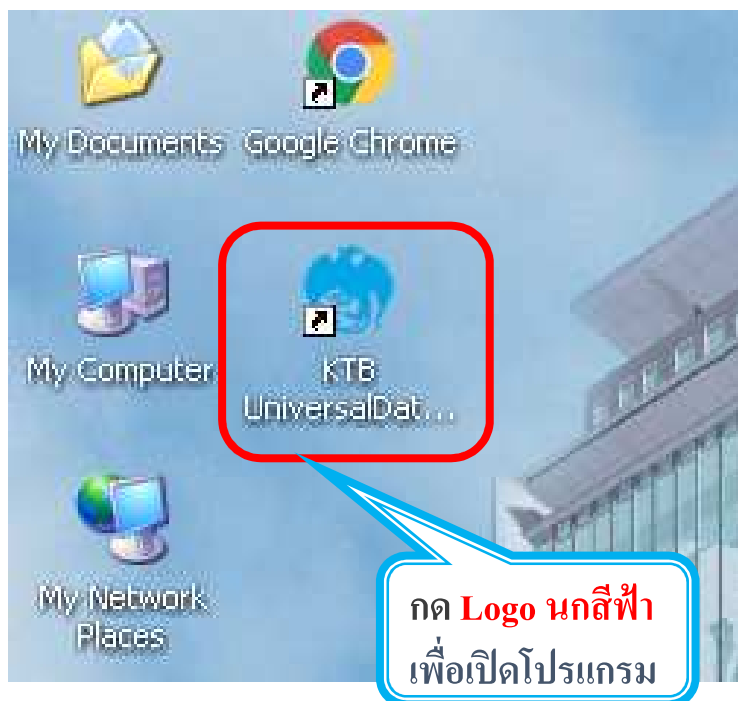 My Documents
Google Chrome
My Computer
KTB
UniversalDat...
My Network
Places
กด Logo นกสีฟ้า
เพื่อเปิดโปรแกรม